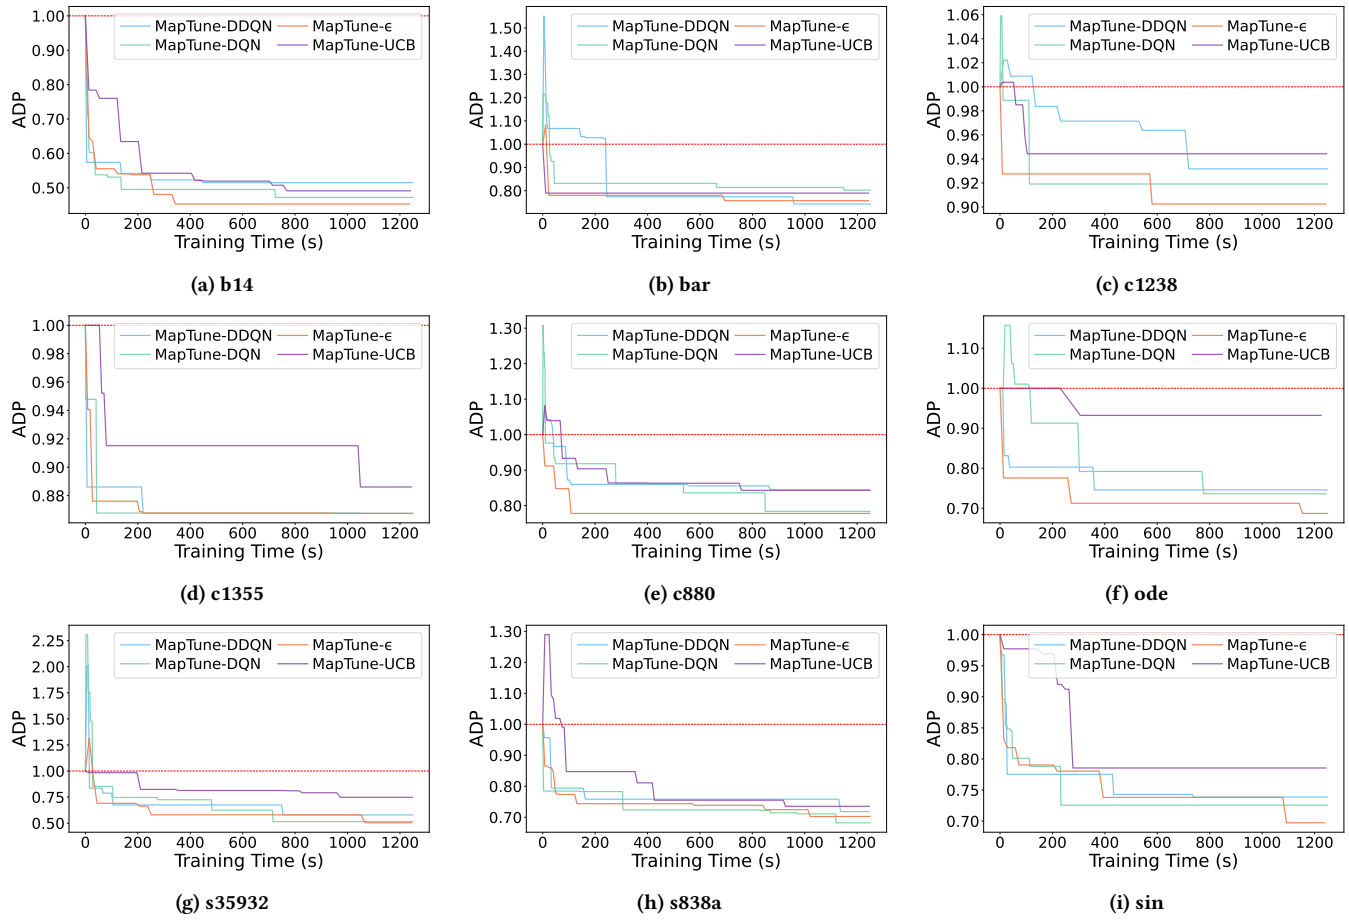 1.00
0.90
0.80
0.70
0.60
0.50
ADP
MapTune-DDQN
MapTune-DQN
MapTune-ϵ
MapTune-UCB
0 200 400 600 800 1000 1200
Training Time (s)
(a) b14
1.50
1.40
1.30
1.20
1.10
1.00
0.90
0.80
ADP
MapTune-DDQN
MapTune-DQN
MapTune-ϵ
MapTune-UCB
0 200 400 600 800 1000 1200
Training Time (s)
(b) bar
1.06
1.04
1.02
1.00
0.98
0.96
0.94
0.92
0.90
ADP
MapTune-DDQN
MapTune-DQN
MapTune-ϵ
MapTune-UCB
0 200 400 600 800 1000 1200
Training Time (s)
(c) c1238
1.00
0.98
0.96
0.94
0.92
0.90
0.88
ADP
MapTune-DDQN
MapTune-DQN
MapTune-ϵ
MapTune-UCB
0 200 400 600 800 1000 1200
Training Time (s)
(d) c1355
1.30
1.20
1.10
1.00
0.90
0.80
ADP
MapTune-DDQN
MapTune-DQN
MapTune-ϵ
MapTune-UCB
0 200 400 600 800 1000 1200
Training Time (s)
(e) c880
1.10
1.00
0.90
0.80
0.70
ADP
MapTune-DDQN
MapTune-DQN
MapTune-ϵ
MapTune-UCB
0 200 400 600 800 1000 1200
Training Time (s)
(f) ode
2.25
2.00
1.75
1.50
1.25
1.00
0.75
0.50
ADP
MapTune-DDQN
MapTune-DQN
MapTune-ϵ
MapTune-UCB
0 200 400 600 800 1000 1200
Training Time (s)
(g) s35932
1.30
1.20
1.10
1.00
0.90
0.80
0.70
ADP
MapTune-DDQN
MapTune-DQN
MapTune-ϵ
MapTune-UCB
0 200 400 600 800 1000 1200
Training Time (s)
(h) s838a
1.00
0.95
0.90
0.85
0.80
0.75
0.70
ADP
MapTune-DDQN
MapTune-DQN
MapTune-ϵ
MapTune-UCB
0 200 400 600 800 1000 1200
Training Time (s)
(i) sin